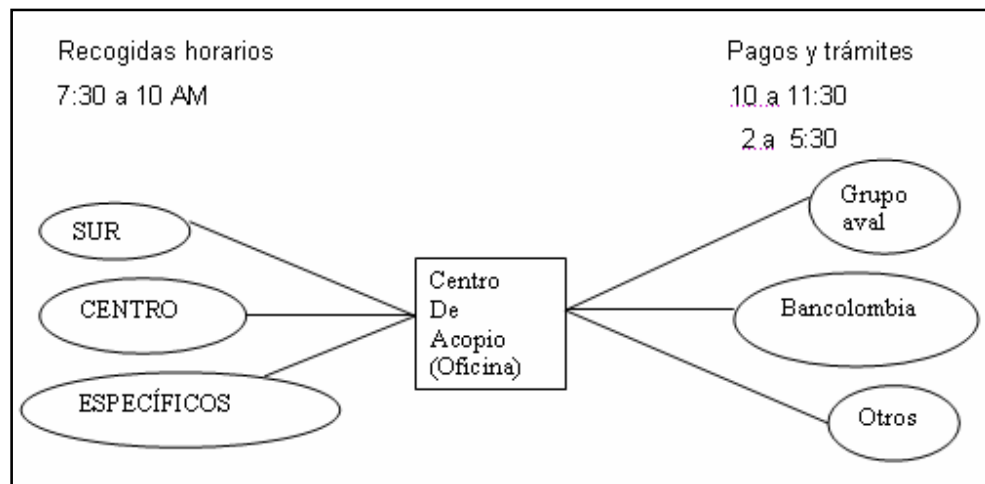 Recogidas horarios
7:30 a 10 AM
Pagos y trámites
10 a 11:30
2 a 5:30
SUR
CENTRO
ESPECÍFICOS
Centro
De
Acopio
(Oficina)
Grupo
aval
Bancolombia
Otros